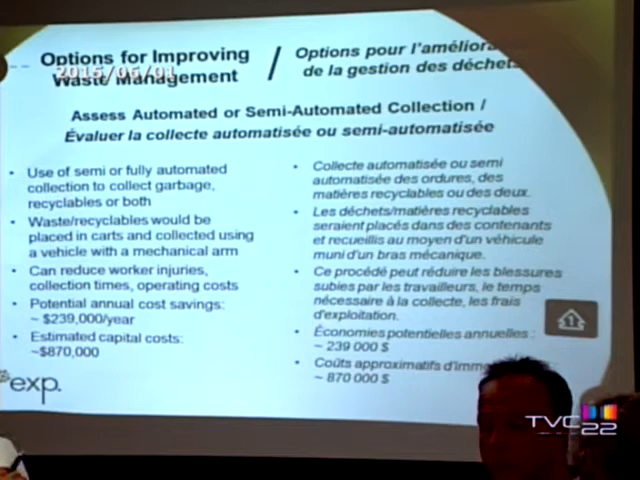 Options for Improving
Waste Management
2015/06/01
/
Options pour l'améliora
de la gestion des déchets
Assess Automated or Semi-Automated Collection /
Évaluer la collecte automatisée ou semi-automatisée
• Use of semi or fully automated
collection to collect garbage,
recyclables or both
• Waste/recyclables would be
placed in carts and collected using
a vehicle with a mechanical arm
• Can reduce worker injuries,
collection times, operating costs
• Potential annual cost savings:
~ $239,000/year
• Estimated capital costs:
~$870,000
• Collecte automatisée ou semi
automatisée des ordures, des
matières recyclables ou des deux.
• Les déchets/matières recyclables
seraient placés dans des contenants
et recueillis au moyen d'un véhicule
muni d'un bras mécanique.
• Ce procédé peut réduire les blessures
subies par les travailleurs, le temps
nécessaire à la collecte, les frais
d'exploitation.
• Économies potentielles annuelles :
~ 239 000 $
• Coûts approximatifs d'imm
~ 870 000 $
exp.
1
TVC22